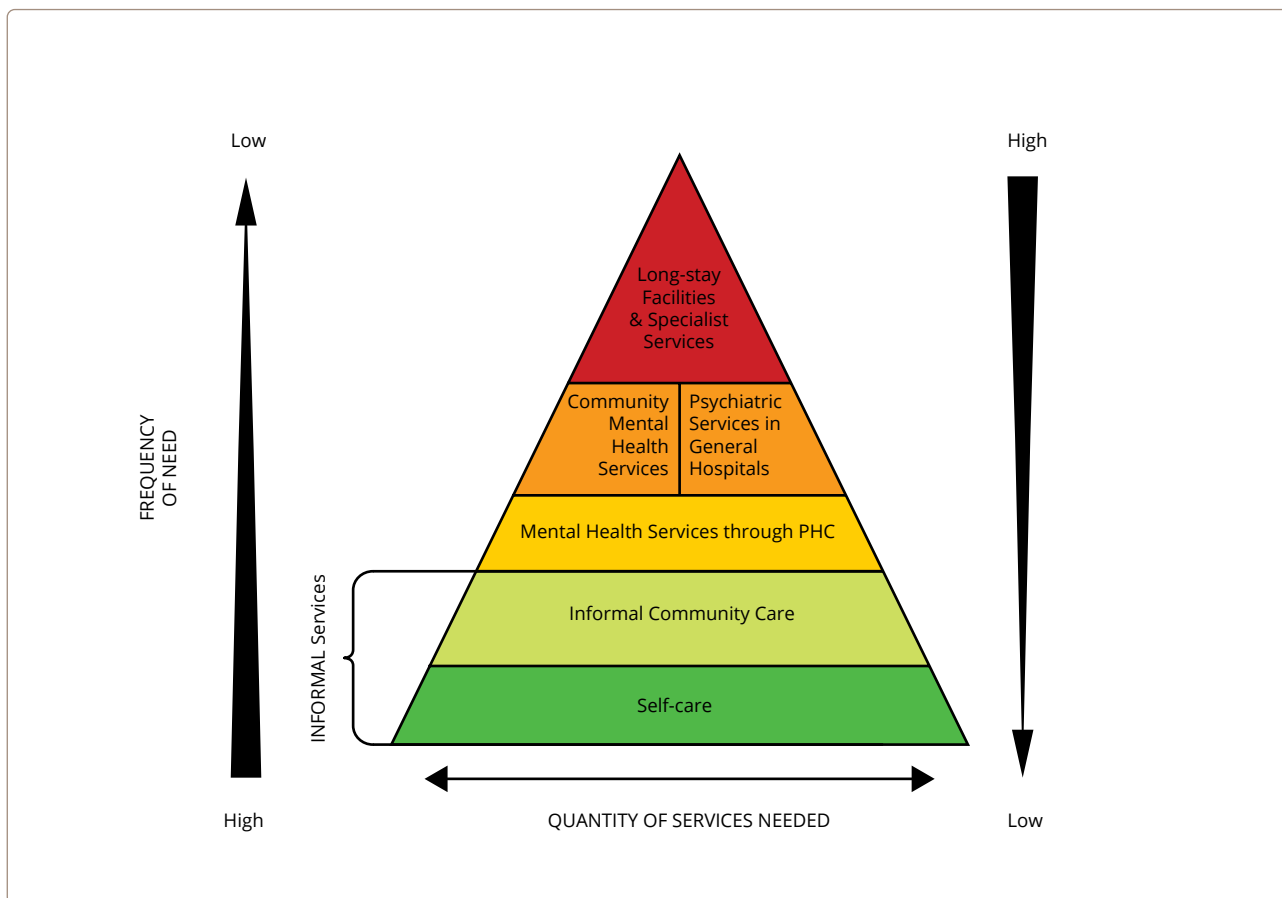 Low
High
Long-stay
Facilities
& Specialist
Services
Community
Mental
Health
Services
Psychiatric
Services in
General
Hospitals
FREQUENCY
OF NEED
Mental Health Services through PHC
INFORMAL Services
Informal Community Care
Self-care
High
QUANTITY OF SERVICES NEEDED
Low